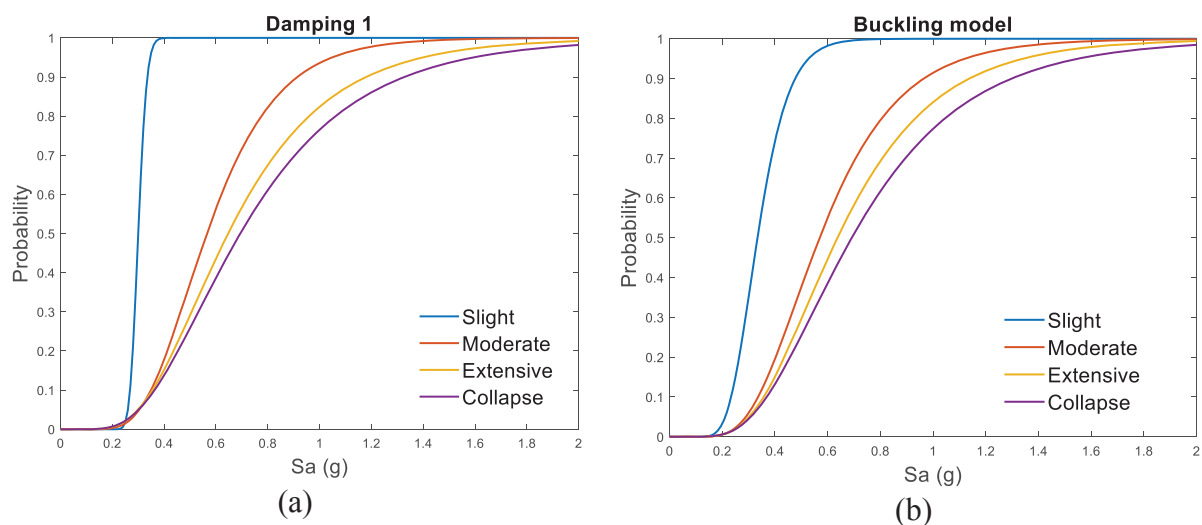 Damping 1
1
0.9
0.8
0.7
0.6
0.5
0.4
0.3
0.2
0.1
0
Probability
0 0.2 0.4 0.6 0.8 1 1.2 1.4 1.6 1.8 2
Sa (g)
Slight
Moderate
Extensive
Collapse
(a)
Buckling model
1
0.9
0.8
0.7
0.6
0.5
0.4
0.3
0.2
0.1
0
Probability
0 0.2 0.4 0.6 0.8 1 1.2 1.4 1.6 1.8 2
Sa (g)
Slight
Moderate
Extensive
Collapse
(b)